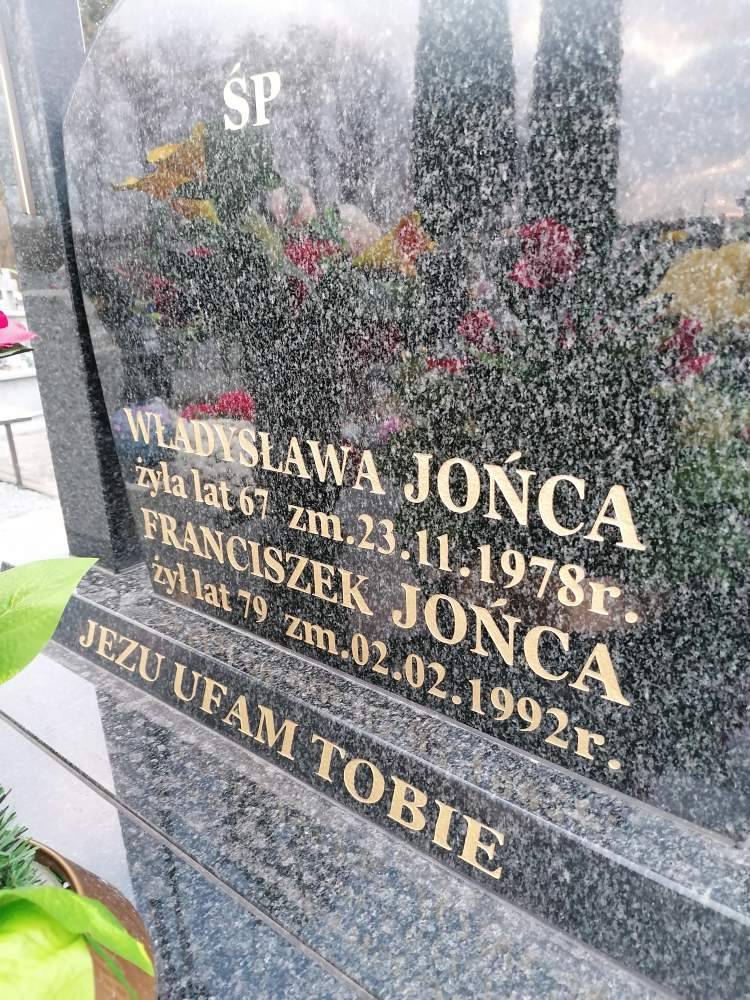 ŚP
WŁADYSŁAWA JOŃCA
żyła lat 67 zm.23.11.1978r.
FRANCISZEK JOŃCA
żył lat 79 zm.02.02.1992r.
JEZU UFAM TOBIE